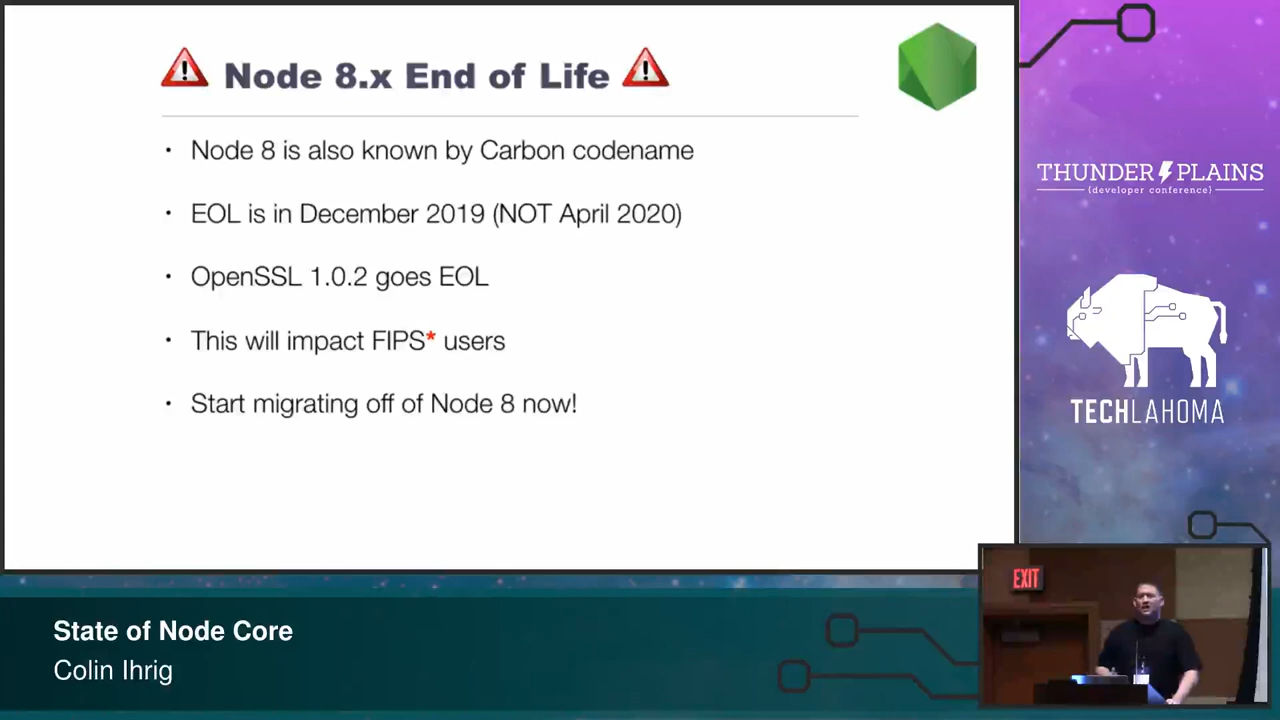 Node 8.x End of Life
· Node 8 is also known by Carbon codename
· EOL is in December 2019 (NOT April 2020)
· OpenSSL 1.0.2 goes EOL
· This will impact FIPS* users
· Start migrating off of Node 8 now!
THUNDER PLAINS
{developer conference}
TECHLAHOMA
EXIT
State of Node Core
Colin Ihrig